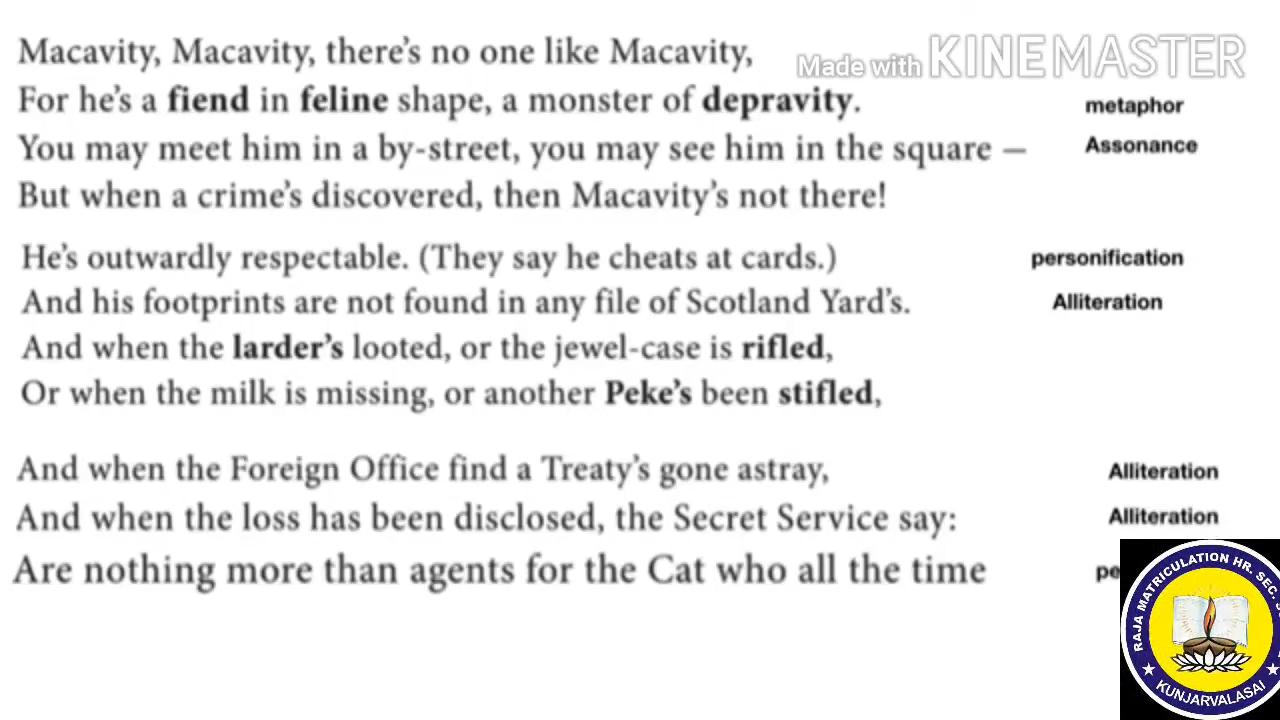 Made with KINEMASTER
Macavity, Macavity, there's no one like Macavity,
For he's a fiend in feline shape, a monster of depravity. metaphor
You may meet him in a by-street, you may see him in the square — Assonance
But when a crime's discovered, then Macavity's not there!
He's outwardly respectable. (They say he cheats at cards.) personification
And his footprints are not found in any file of Scotland Yard's. Alliteration
And when the larder's looted, or the jewel-case is rifled,
Or when the milk is missing, or another Peke's been stifled,
And when the Foreign Office find a Treaty's gone astray, Alliteration
And when the loss has been disclosed, the Secret Service say: Alliteration
Are nothing more than agents for the Cat who all the time
RAJA MATRICULATION HR. SEC.
KUNJARVALASAI